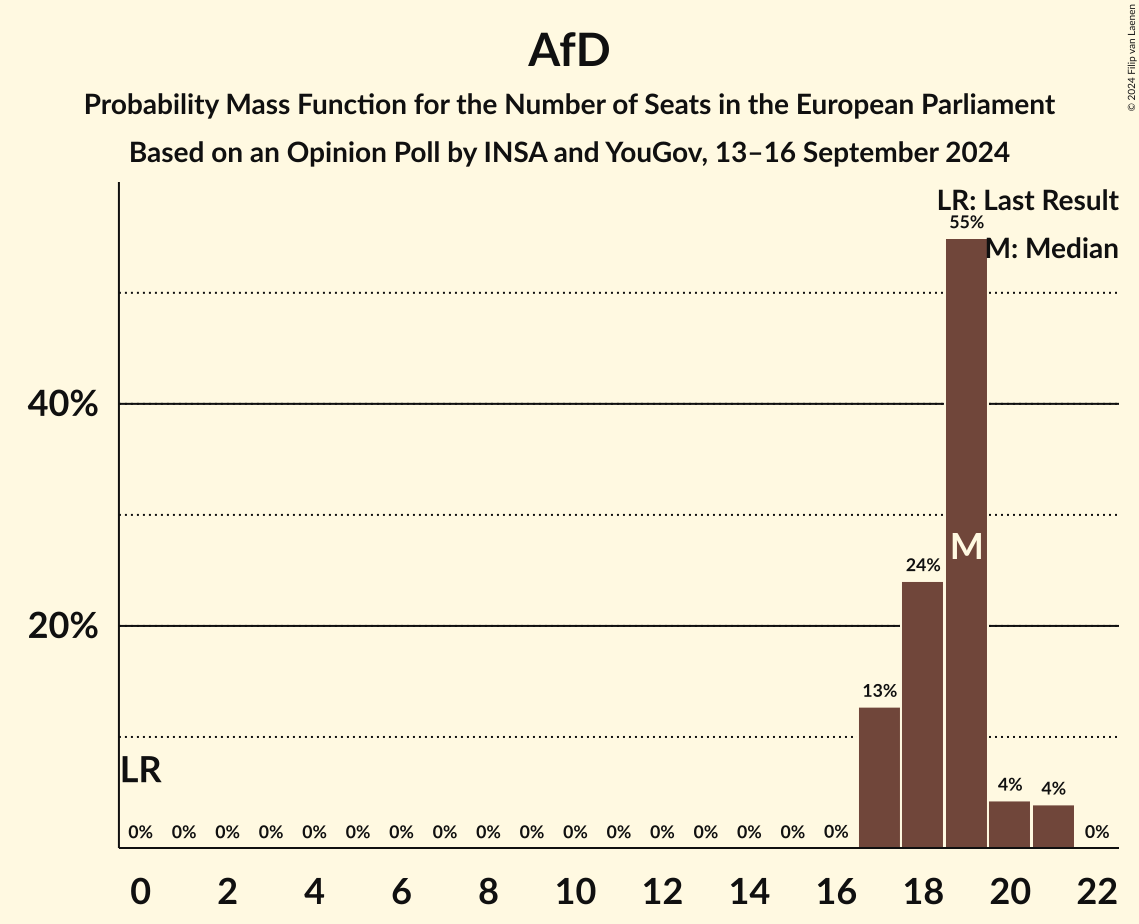 AfD
Probability Mass Function for the Number of Seats in the European Parliament
Based on an Opinion Poll by INSA and YouGov, 13–16 September 2024
© 2024 Filip van Laenen
LR: Last Result
M: Median
55%
40%
M
24%
20%
13%
LR
4% 4%
0% 0% 0% 0% 0% 0% 0% 0% 0% 0% 0% 0% 0% 0% 0% 0% 0% 0%
0 2 4 6 8 10 12 14 16 18 20 22